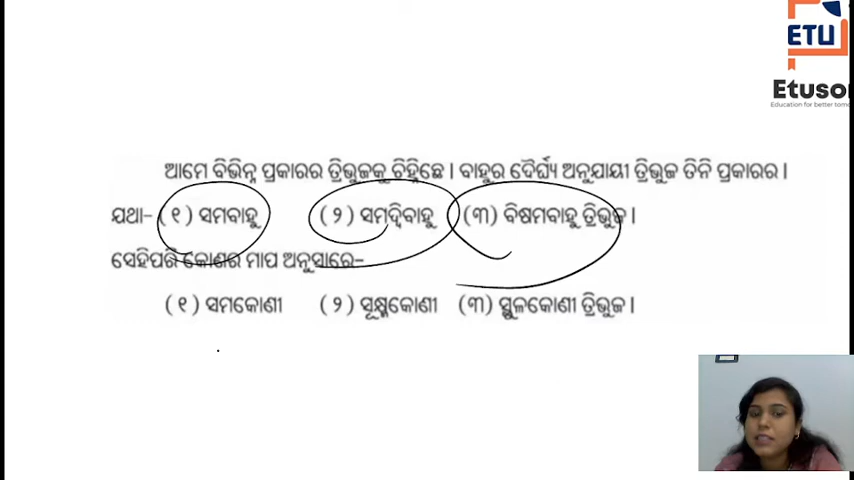 ETU
Etuso
Education for better tomo
ଆମେ ବିଭିନ୍ନ ପ୍ରକାରର ତ୍ରିଭୁଜକୁ ଚିହ୍ନିଛେ । ବାହୁର ଦୈର୍ଘ୍ୟ ଅନୁଯାୟୀ ତ୍ରିଭୁଜ ତିନି ପ୍ରକାରର ।
ଯଥା- (୧) ସମବାହୁ (୨) ସମଦ୍ୱିବାହୁ (୩) ବିଷମବାହୁ ତ୍ରିଭୁଜ ।
ସେହିପରି କୋଣର ମାପ ଅନୁସାରେ-
(୧) ସମକୋଣୀ (୨) ସୂକ୍ଷ୍ମକୋଣୀ (୩) ସ୍ଥୁଳକୋଣୀ ତ୍ରିଭୁଜ ।